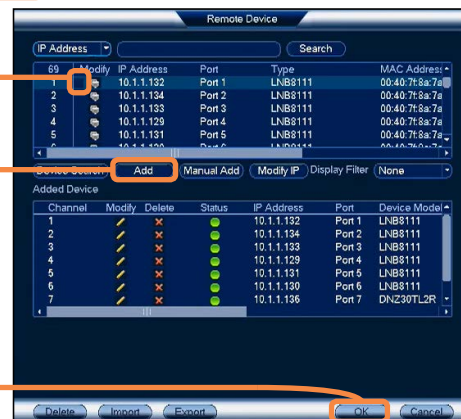 Remote Device
IP Address Search
69 Modify IP Address Port Type MAC Address
1 10.1.1.132 Port 1 LNB8111 00:40:7f:8a:7a
2 10.1.1.134 Port 2 LNB8111 00:40:7f:8a:7a
3 10.1.1.133 Port 3 LNB8111 00:40:7f:8a:7a
4 10.1.1.129 Port 4 LNB8111 00:40:7f:8a:7a
5 10.1.1.131 Port 5 LNB8111 00:40:7f:8a:7a
6 10.1.1.130 Port 6 LNB8111
Device Search Add Manual Add Modify IP Display Filter None
Added Device
Channel Modify Delete Status IP Address Port Device Model
1 10.1.1.132 Port 1 LNB8111
2 10.1.1.134 Port 2 LNB8111
3 10.1.1.133 Port 3 LNB8111
4 10.1.1.129 Port 4 LNB8111
5 10.1.1.131 Port 5 LNB8111
6 10.1.1.130 Port 6 LNB8111
7 10.1.1.136 Port 7 DNZ30TL2R
Delete Import Export OK Cancel